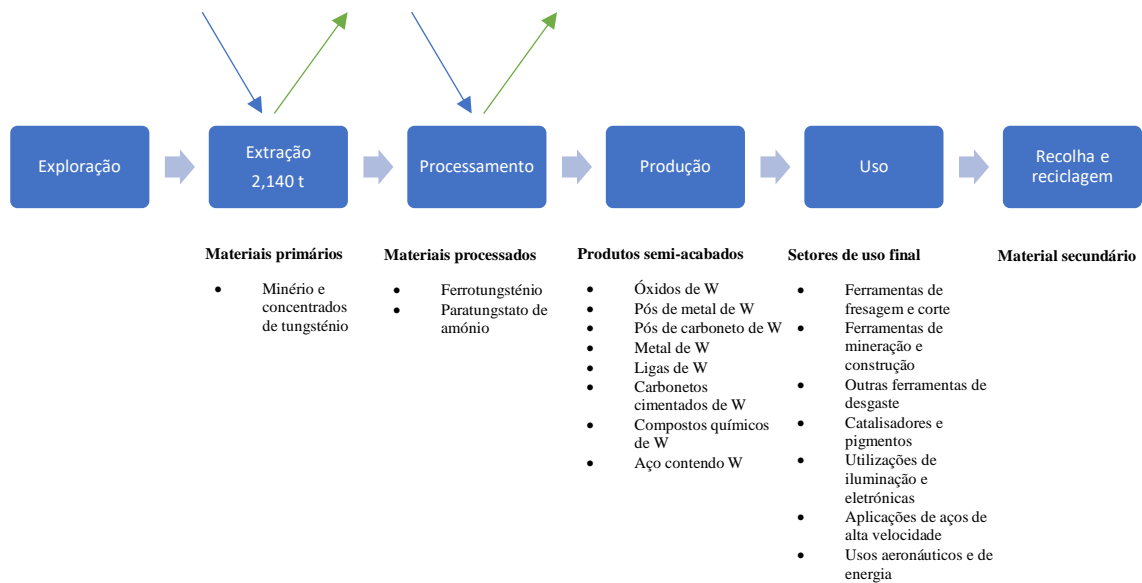 Exploração
Extração
2,140 t
Processamento
Produção
Uso
Recolha e
reciclagem
Materiais primários
• Minério e
concentrados
de tungsténio
Materiais processados
• Ferrotungsténio
• Paratungstato de
amónio
Produtos semi-acabados
• Óxidos de W
• Pós de metal de W
• Pós de carboneto de W
• Metal de W
• Ligas de W
• Carbonetos
cimentados de W
• Compostos químicos
de W
• Aço contendo W
Setores de uso final
• Ferramentas de
fresagem e corte
• Ferramentas de
mineração e
construção
• Outras ferramentas de
desgaste
• Catalisadores e
pigmentos
• Utilizações de
iluminação e
eletrónicas
• Aplicações de aços de
alta velocidade
• Usos aeronáuticos e de
energia
Material secundário